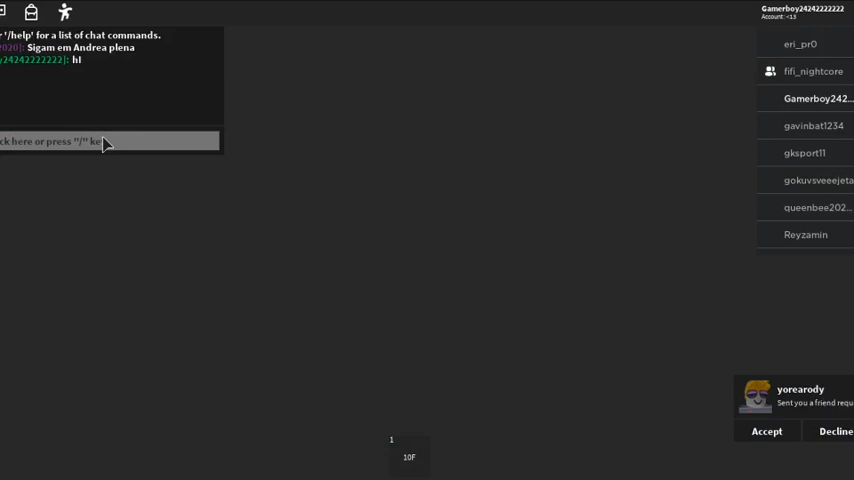 Gamerboy24242222222
Account: <13
r '/help' for a list of chat commands.
2020]: Sigam em Andrea plena
y24242222222]: hI
ck here or press "/" ke
eri_pr0
fifi_nightcore
Gamerboy242...
gavinbat1234
gksport11
gokuvsveeejeta
queenbee202...
Reyzamin
yorearody
Sent you a friend requ
Accept
Decline
1
10F